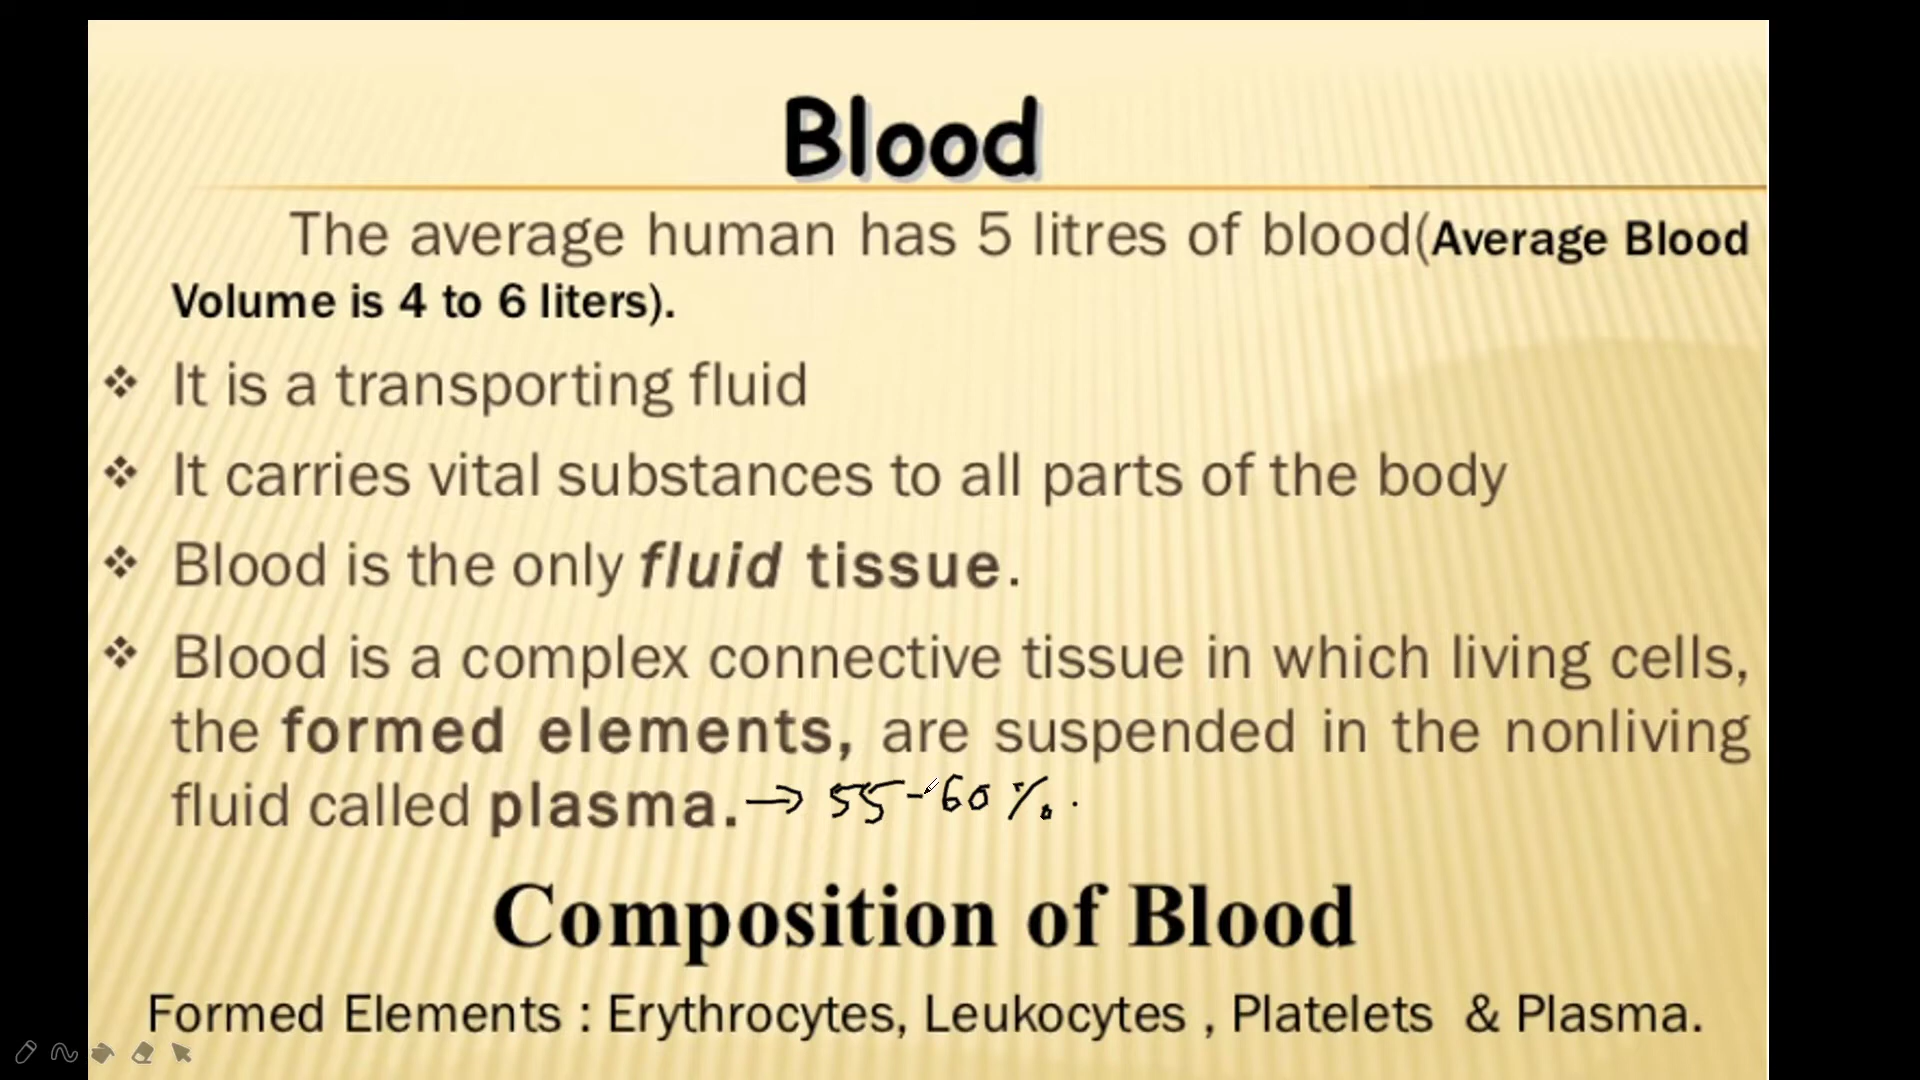 Blood
The average human has 5 litres of blood(Average Blood
Volume is 4 to 6 liters).
❖ It is a transporting fluid
❖ It carries vital substances to all parts of the body
❖ Blood is the only fluid tissue.
❖ Blood is a complex connective tissue in which living cells,
the formed elements, are suspended in the nonliving
fluid called plasma. → 55-60%.
Composition of Blood
Formed Elements : Erythrocytes, Leukocytes , Platelets & Plasma.